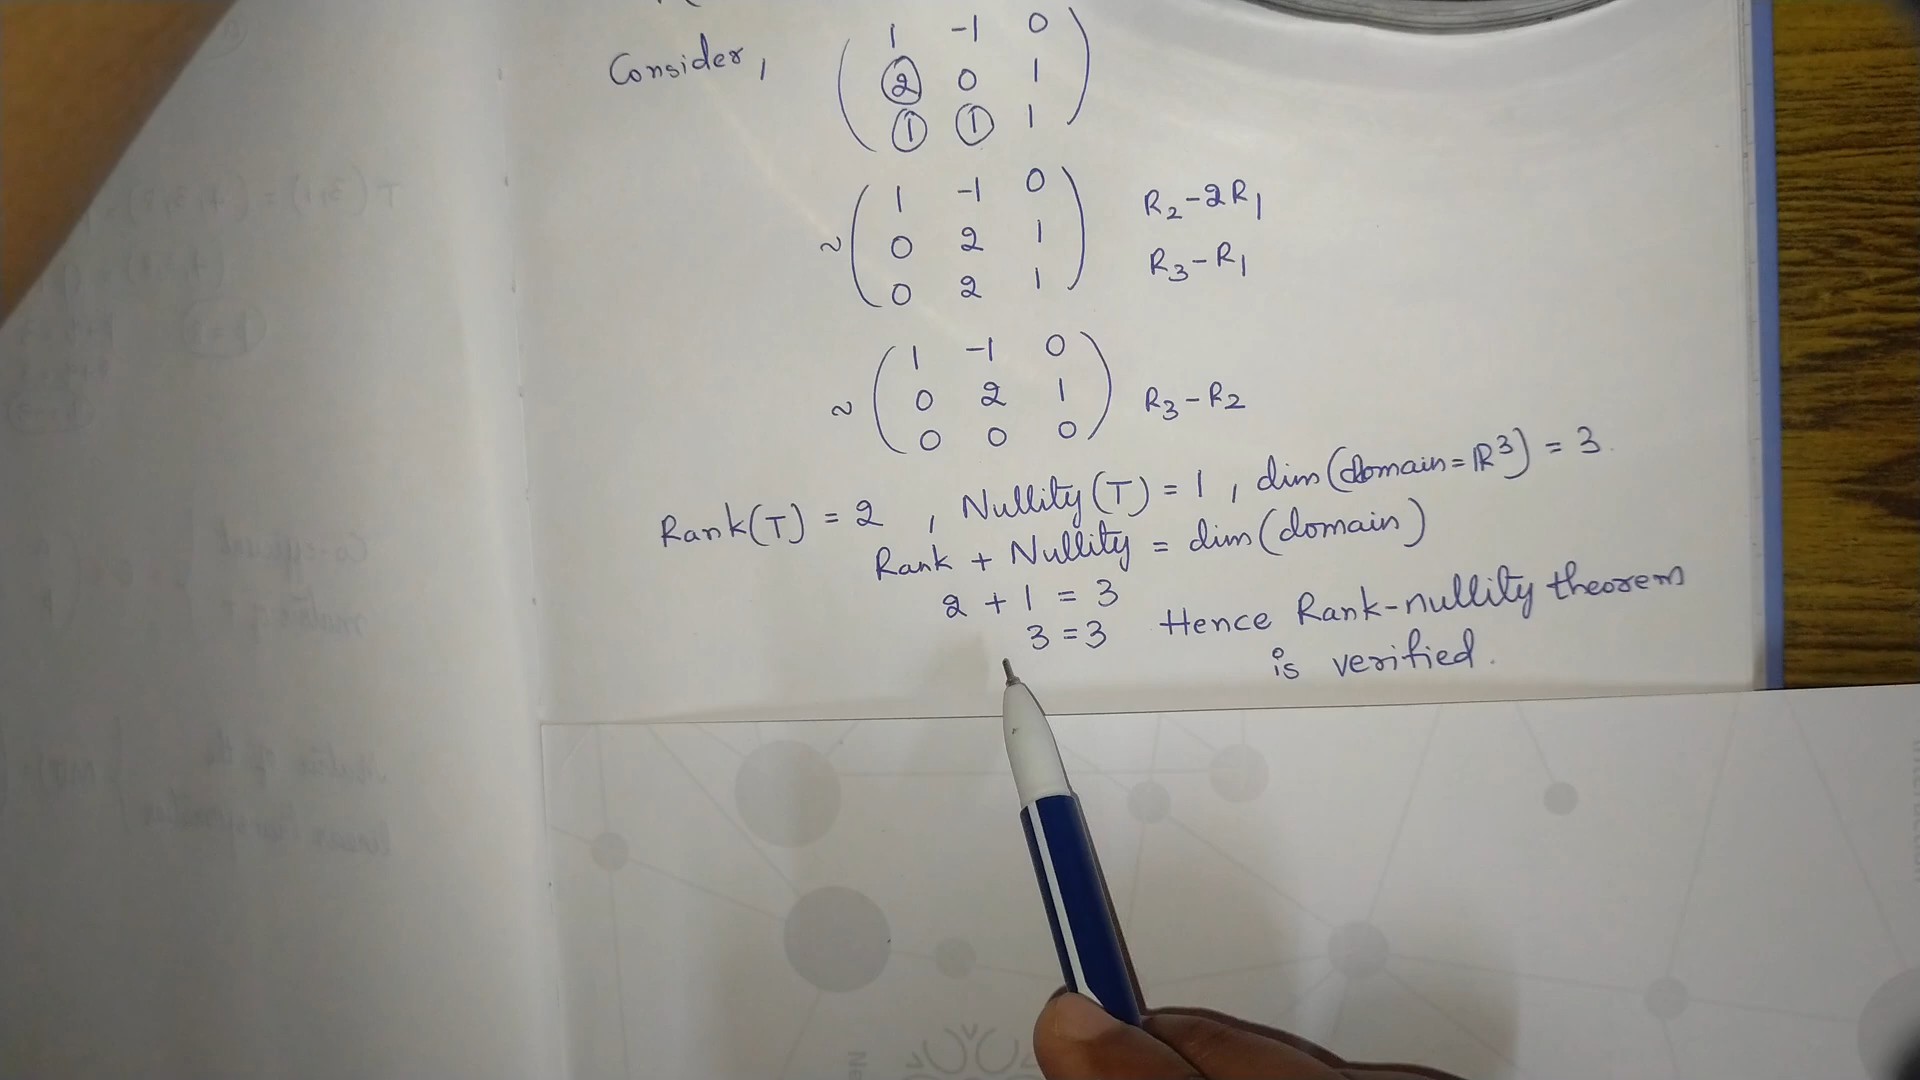 Consider, ( 1 -1 0
2 0 1
1 1 1 )
~ ( 1 -1 0
0 2 1
0 2 1 ) R2-2R1
R3-R1
~ ( 1 -1 0
0 2 1
0 0 0 ) R3-R2
Rank(T) = 2 , Nullity(T) = 1 , dim(domain=R³) = 3.
Rank + Nullity = dim(domain)
2 + 1 = 3
3 = 3 Hence Rank-nullity theorem
is verified.